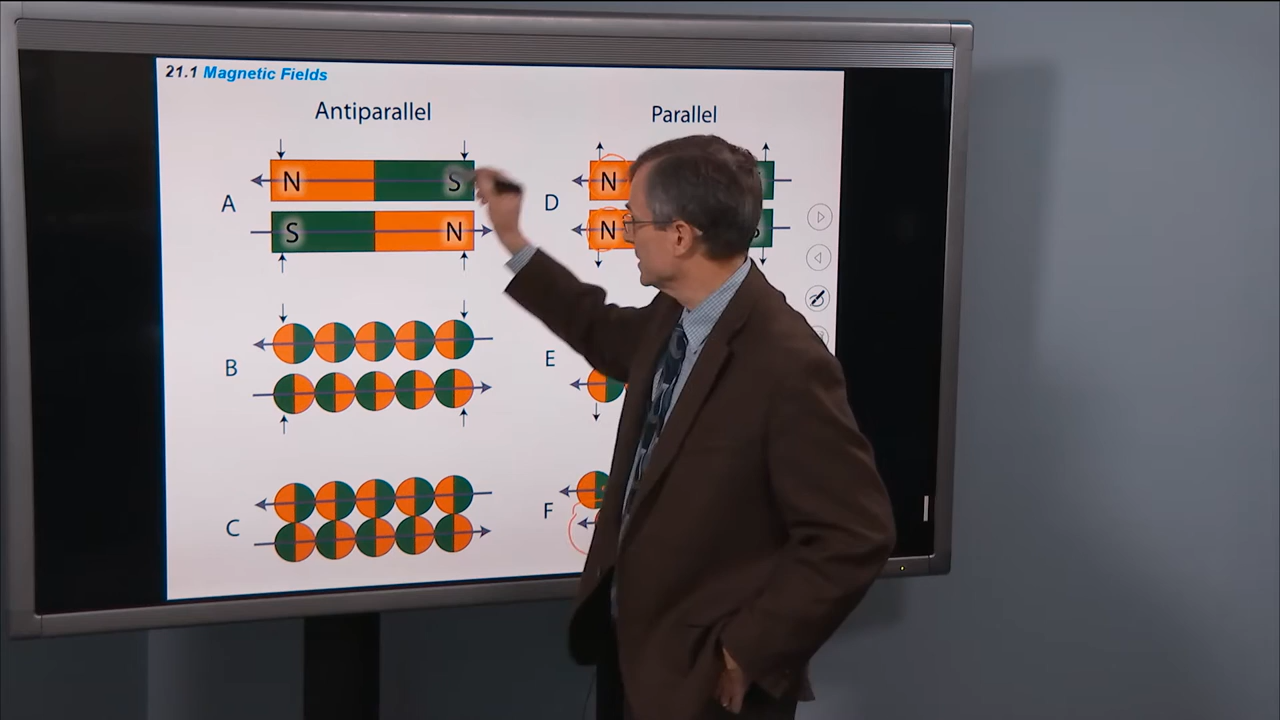 21.1 Magnetic Fields
Antiparallel
Parallel
A
N
S
S
N
D
N
N
B
E
C
F